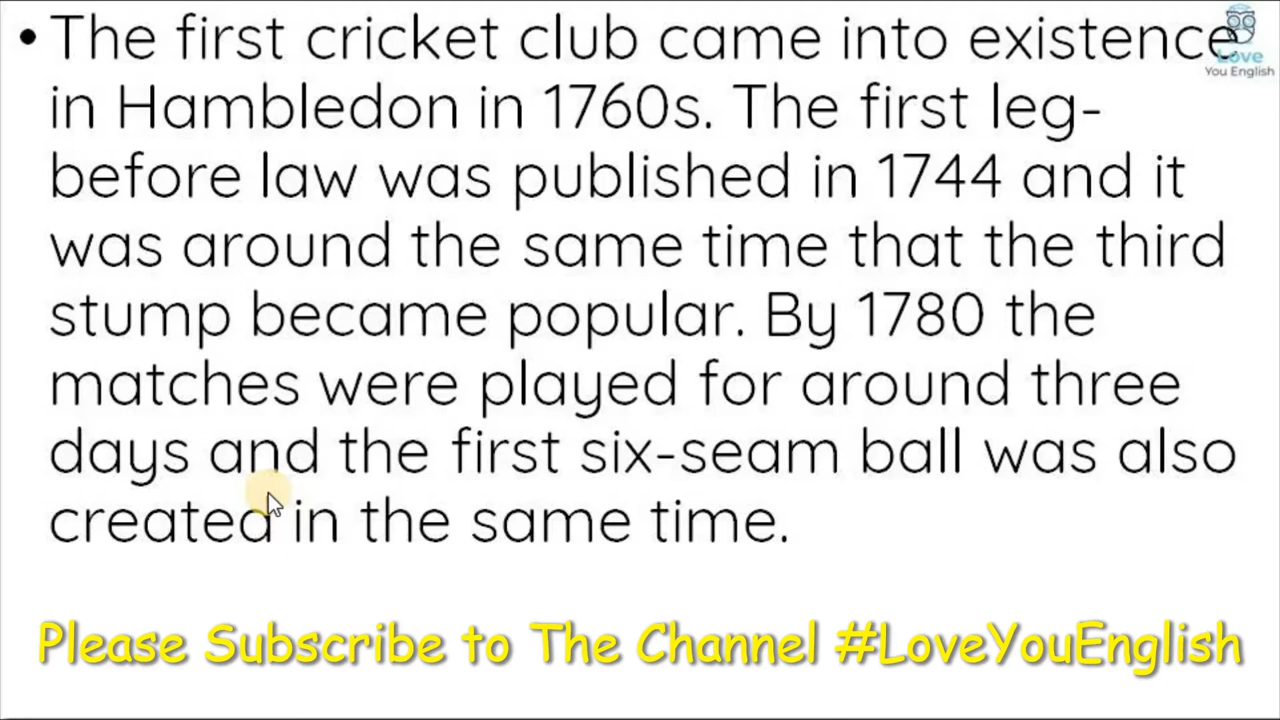 • The first cricket club came into existence
in Hambledon in 1760s. The first leg-
before law was published in 1744 and it
was around the same time that the third
stump became popular. By 1780 the
matches were played for around three
days and the first six-seam ball was also
created in the same time.
Love
You English
Please Subscribe to The Channel #LoveYouEnglish